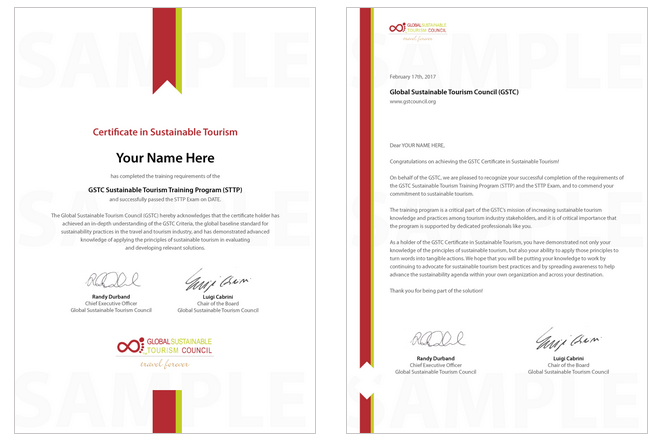 SAMPLE
Certificate in Sustainable Tourism
Your Name Here
has completed the training requirements of the
GSTC Sustainable Tourism Training Program (STTP)
and successfully passed the STTP Exam on DATE.
The Global Sustainable Tourism Council (GSTC) hereby acknowledges that the certificate holder has
achieved an in-depth understanding of the GSTC Criteria, the global baseline standard for
sustainability practices in the travel and tourism industry, and has demonstrated advanced
knowledge of applying the principles of sustainable tourism in evaluating
and developing relevant solutions.
Randy Durband
Chief Executive Officer
Global Sustainable Tourism Council
Luigi Cabrini
Chair of the Board
Global Sustainable Tourism Council
GLOBALSUSTAINABLE
TOURISM COUNCIL
travel forever
SAMPLE
SAMPLE
GLOBALSUSTAINABLE
TOURISM COUNCIL
travel forever
February 17th, 2017
Global Sustainable Tourism Council (GSTC)
www.gstcouncil.org
Dear YOUR NAME HERE,
Congratulations on achieving the GSTC Certificate in Sustainable Tourism!
On behalf of the GSTC, we are pleased to recognize your successful completion of the requirements of
the GSTC Sustainable Tourism Training Program (STTP) and the STTP Exam, and to commend your
commitment to sustainable tourism.
The training program is a critical part of the GSTC's mission of increasing sustainable tourism
knowledge and practices among tourism industry stakeholders, and it is of critical importance that
the program is supported by dedicated professionals like you.
As a holder of the GSTC Certificate in Sustainable Tourism, you have demonstrated not only your
knowledge of the principles of sustainable tourism, but also your ability to apply those principles to
turn words into tangible actions. We hope that you will be putting your knowledge to work by
continuing to advocate for sustainable tourism best practices and by spreading awareness to help
advance the sustainability agenda within your own organization and across your destination.
Thank you for being part of the solution!
Randy Durband
Chief Executive Officer
Global Sustainable Tourism Council
Luigi Cabrini
Chair of the Board
Global Sustainable Tourism Council
SAMPLE